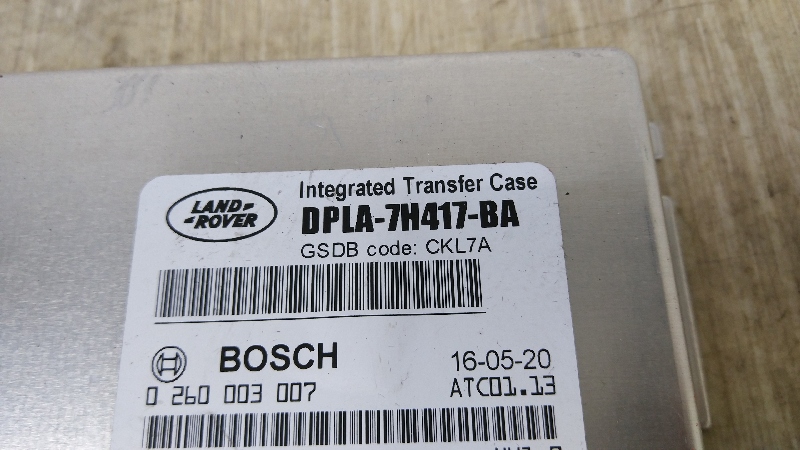 LAND
ROVER
Integrated Transfer Case
DPLA-7H417-BA
GSDB code: CKL7A
BOSCH
16-05-20
0 260 003 007
ATC01.13